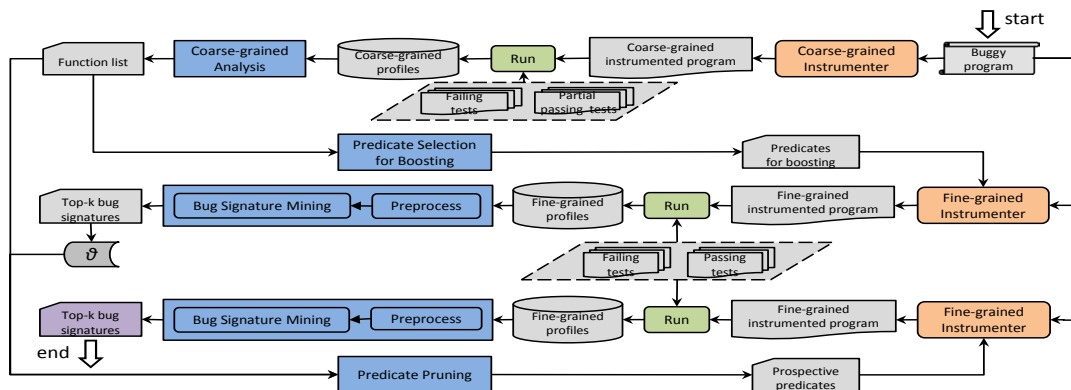 start
Function list
Coarse-grained
Analysis
Coarse-grained
profiles
Run
Coarse-grained
instrumented program
Coarse-grained
Instrumenter
Buggy
program
Failing
tests
Partial
passing tests
Predicate Selection
for Boosting
Predicates
for boosting
Top-k bug
signatures
Bug Signature Mining
Preprocess
Fine-grained
profiles
Run
Fine-grained
instrumented program
Fine-grained
Instrumenter
ϑ
Failing
tests
Passing
tests
Top-k bug
signatures
Bug Signature Mining
Preprocess
Fine-grained
profiles
Run
Fine-grained
instrumented program
Fine-grained
Instrumenter
end
Predicate Pruning
Prospective
predicates